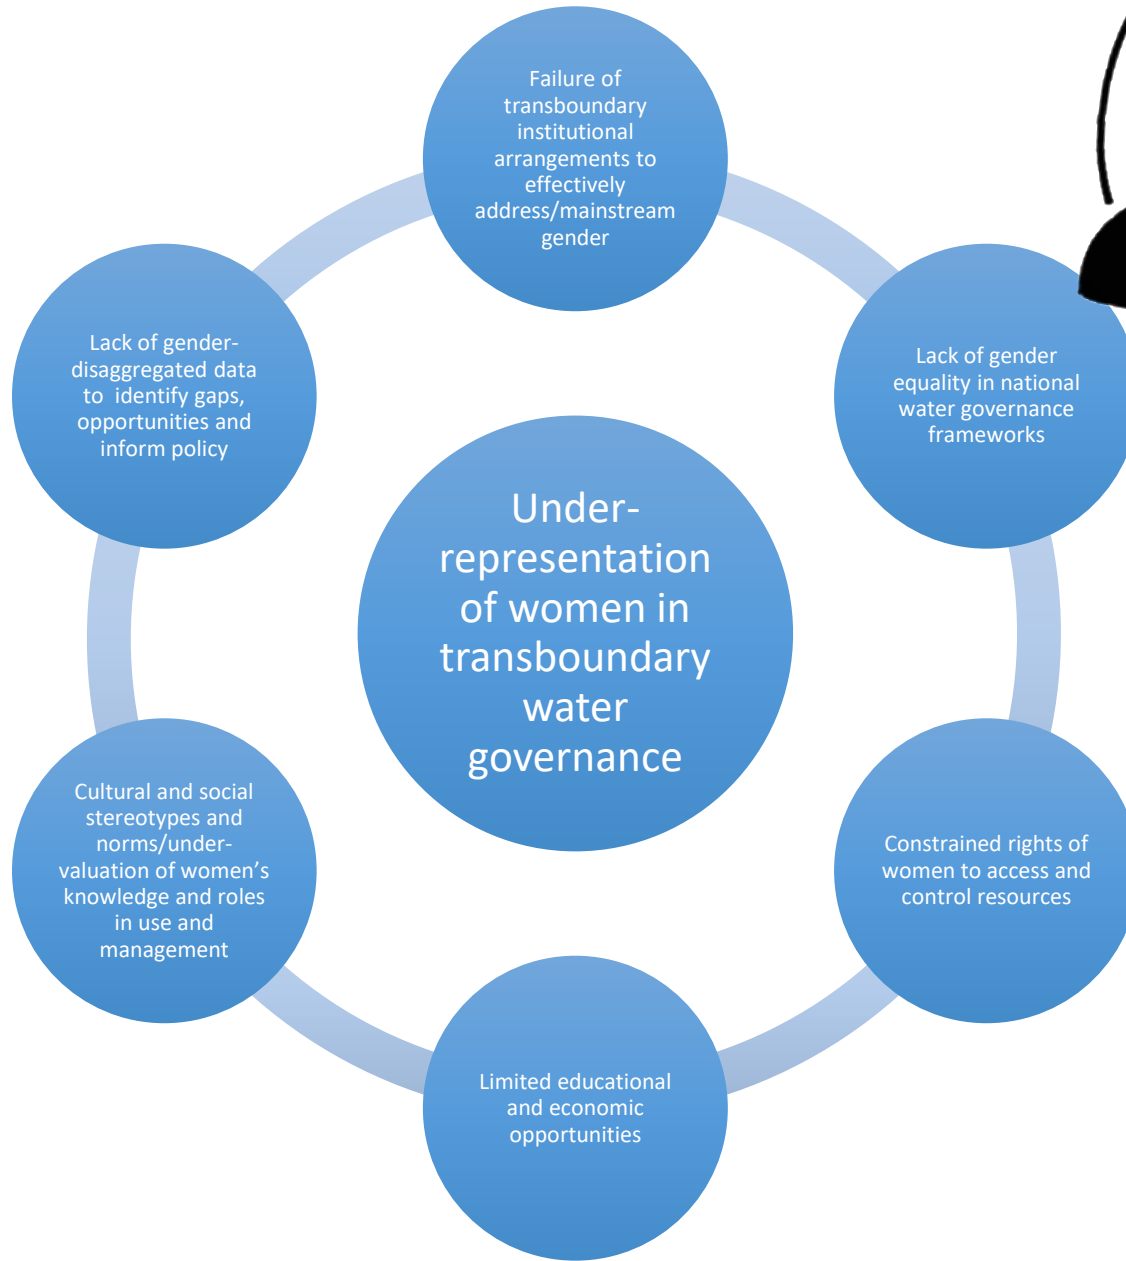 Failure of
transboundary
institutional
arrangements to
effectively
address/mainstream
gender
Lack of gender
equality in national
water governance
frameworks
Constrained rights of
women to access and
control resources
Limited educational
and economic
opportunities
Cultural and social
stereotypes and
norms/under-
valuation of women’s
knowledge and roles
in use and
management
Lack of gender-
disaggregated data
to  identify gaps,
opportunities and
inform policy
Under-
representation
of women in
transboundary
water
governance